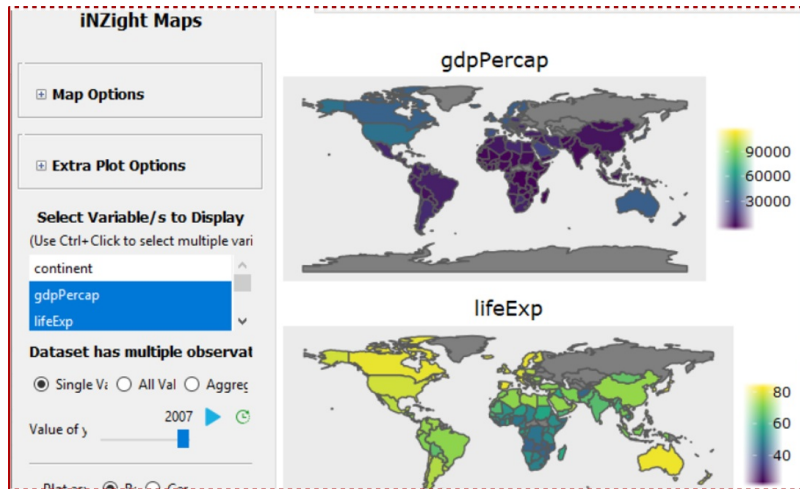 iNZight Maps
Map Options
Extra Plot Options
Select Variable/s to Display
(Use Ctrl+Click to select multiple vari
continent
gdpPercap
lifeExp
Dataset has multiple observat
Single Va All Val Aggreg
2007
Value of y
gdpPercap
90000
60000
30000
lifeExp
80
60
40